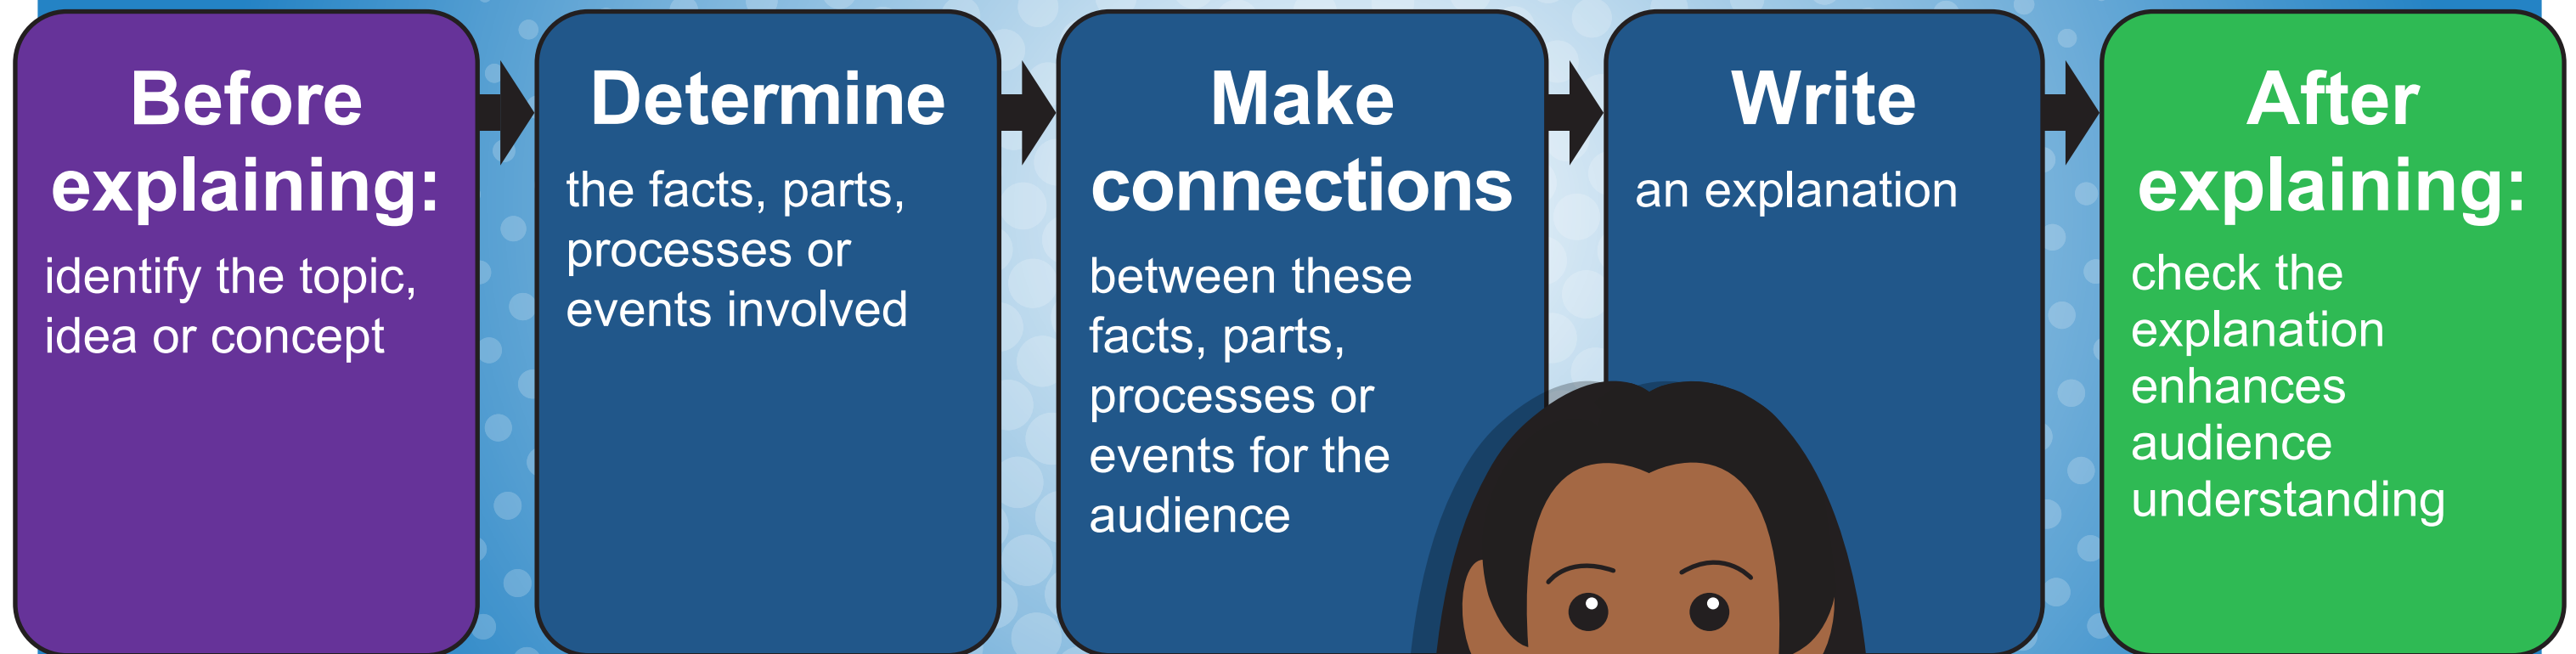 Before
explaining:
identify the topic,
idea or concept
Determine
the facts, parts,
processes or
events involved
Make
connections
between these
facts, parts,
processes or
events for the
audience
Write
an explanation
After
explaining:
check the
explanation
enhances
audience
understanding